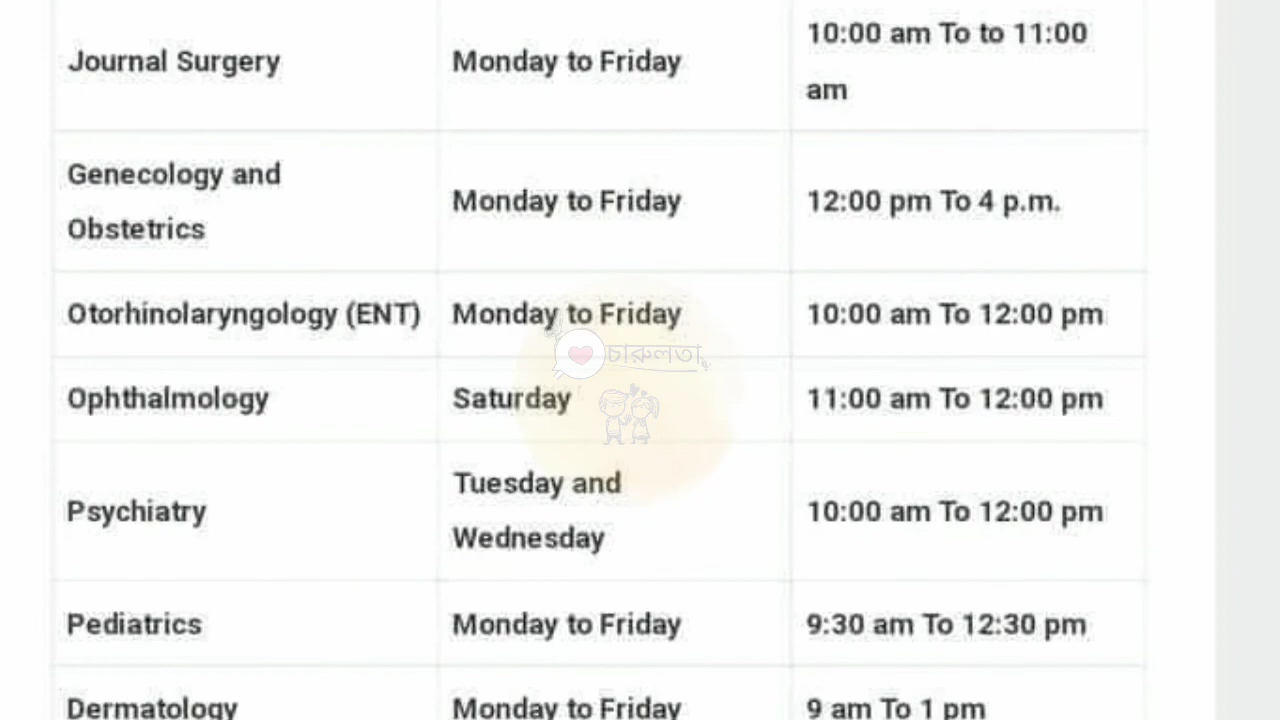 Journal Surgery
Monday to Friday
10:00 am To to 11:00
am
Genecology and
Obstetrics
Monday to Friday
12:00 pm To 4 p.m.
Otorhinolaryngology (ENT)
Monday to Friday
10:00 am To 12:00 pm
চারুলতা
Ophthalmology
Saturday
11:00 am To 12:00 pm
Psychiatry
Tuesday and
Wednesday
10:00 am To 12:00 pm
Pediatrics
Monday to Friday
9:30 am To 12:30 pm
Dermatology
Monday to Friday
9 am To 1 pm